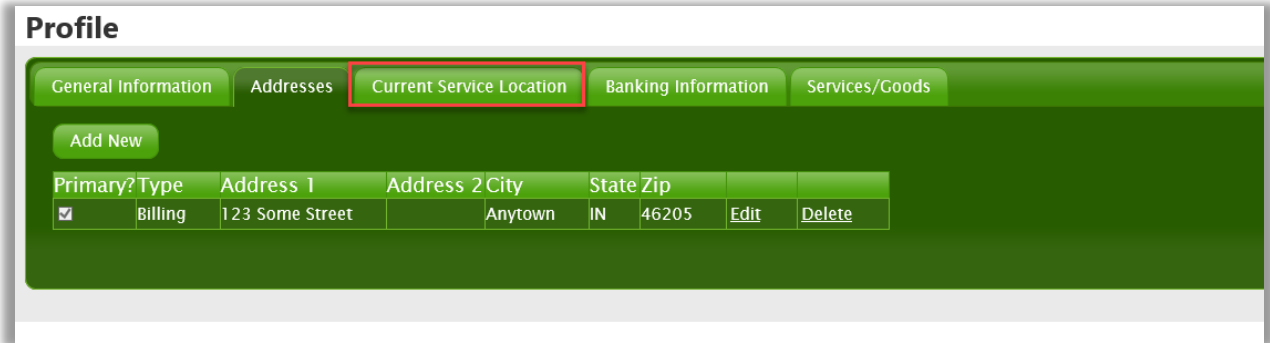 Profile
General Information Addresses Current Service Location Banking Information Services/Goods
Add New
Primary? Type Address 1 Address 2 City State Zip
Billing 123 Some Street Anytown IN 46205 Edit Delete